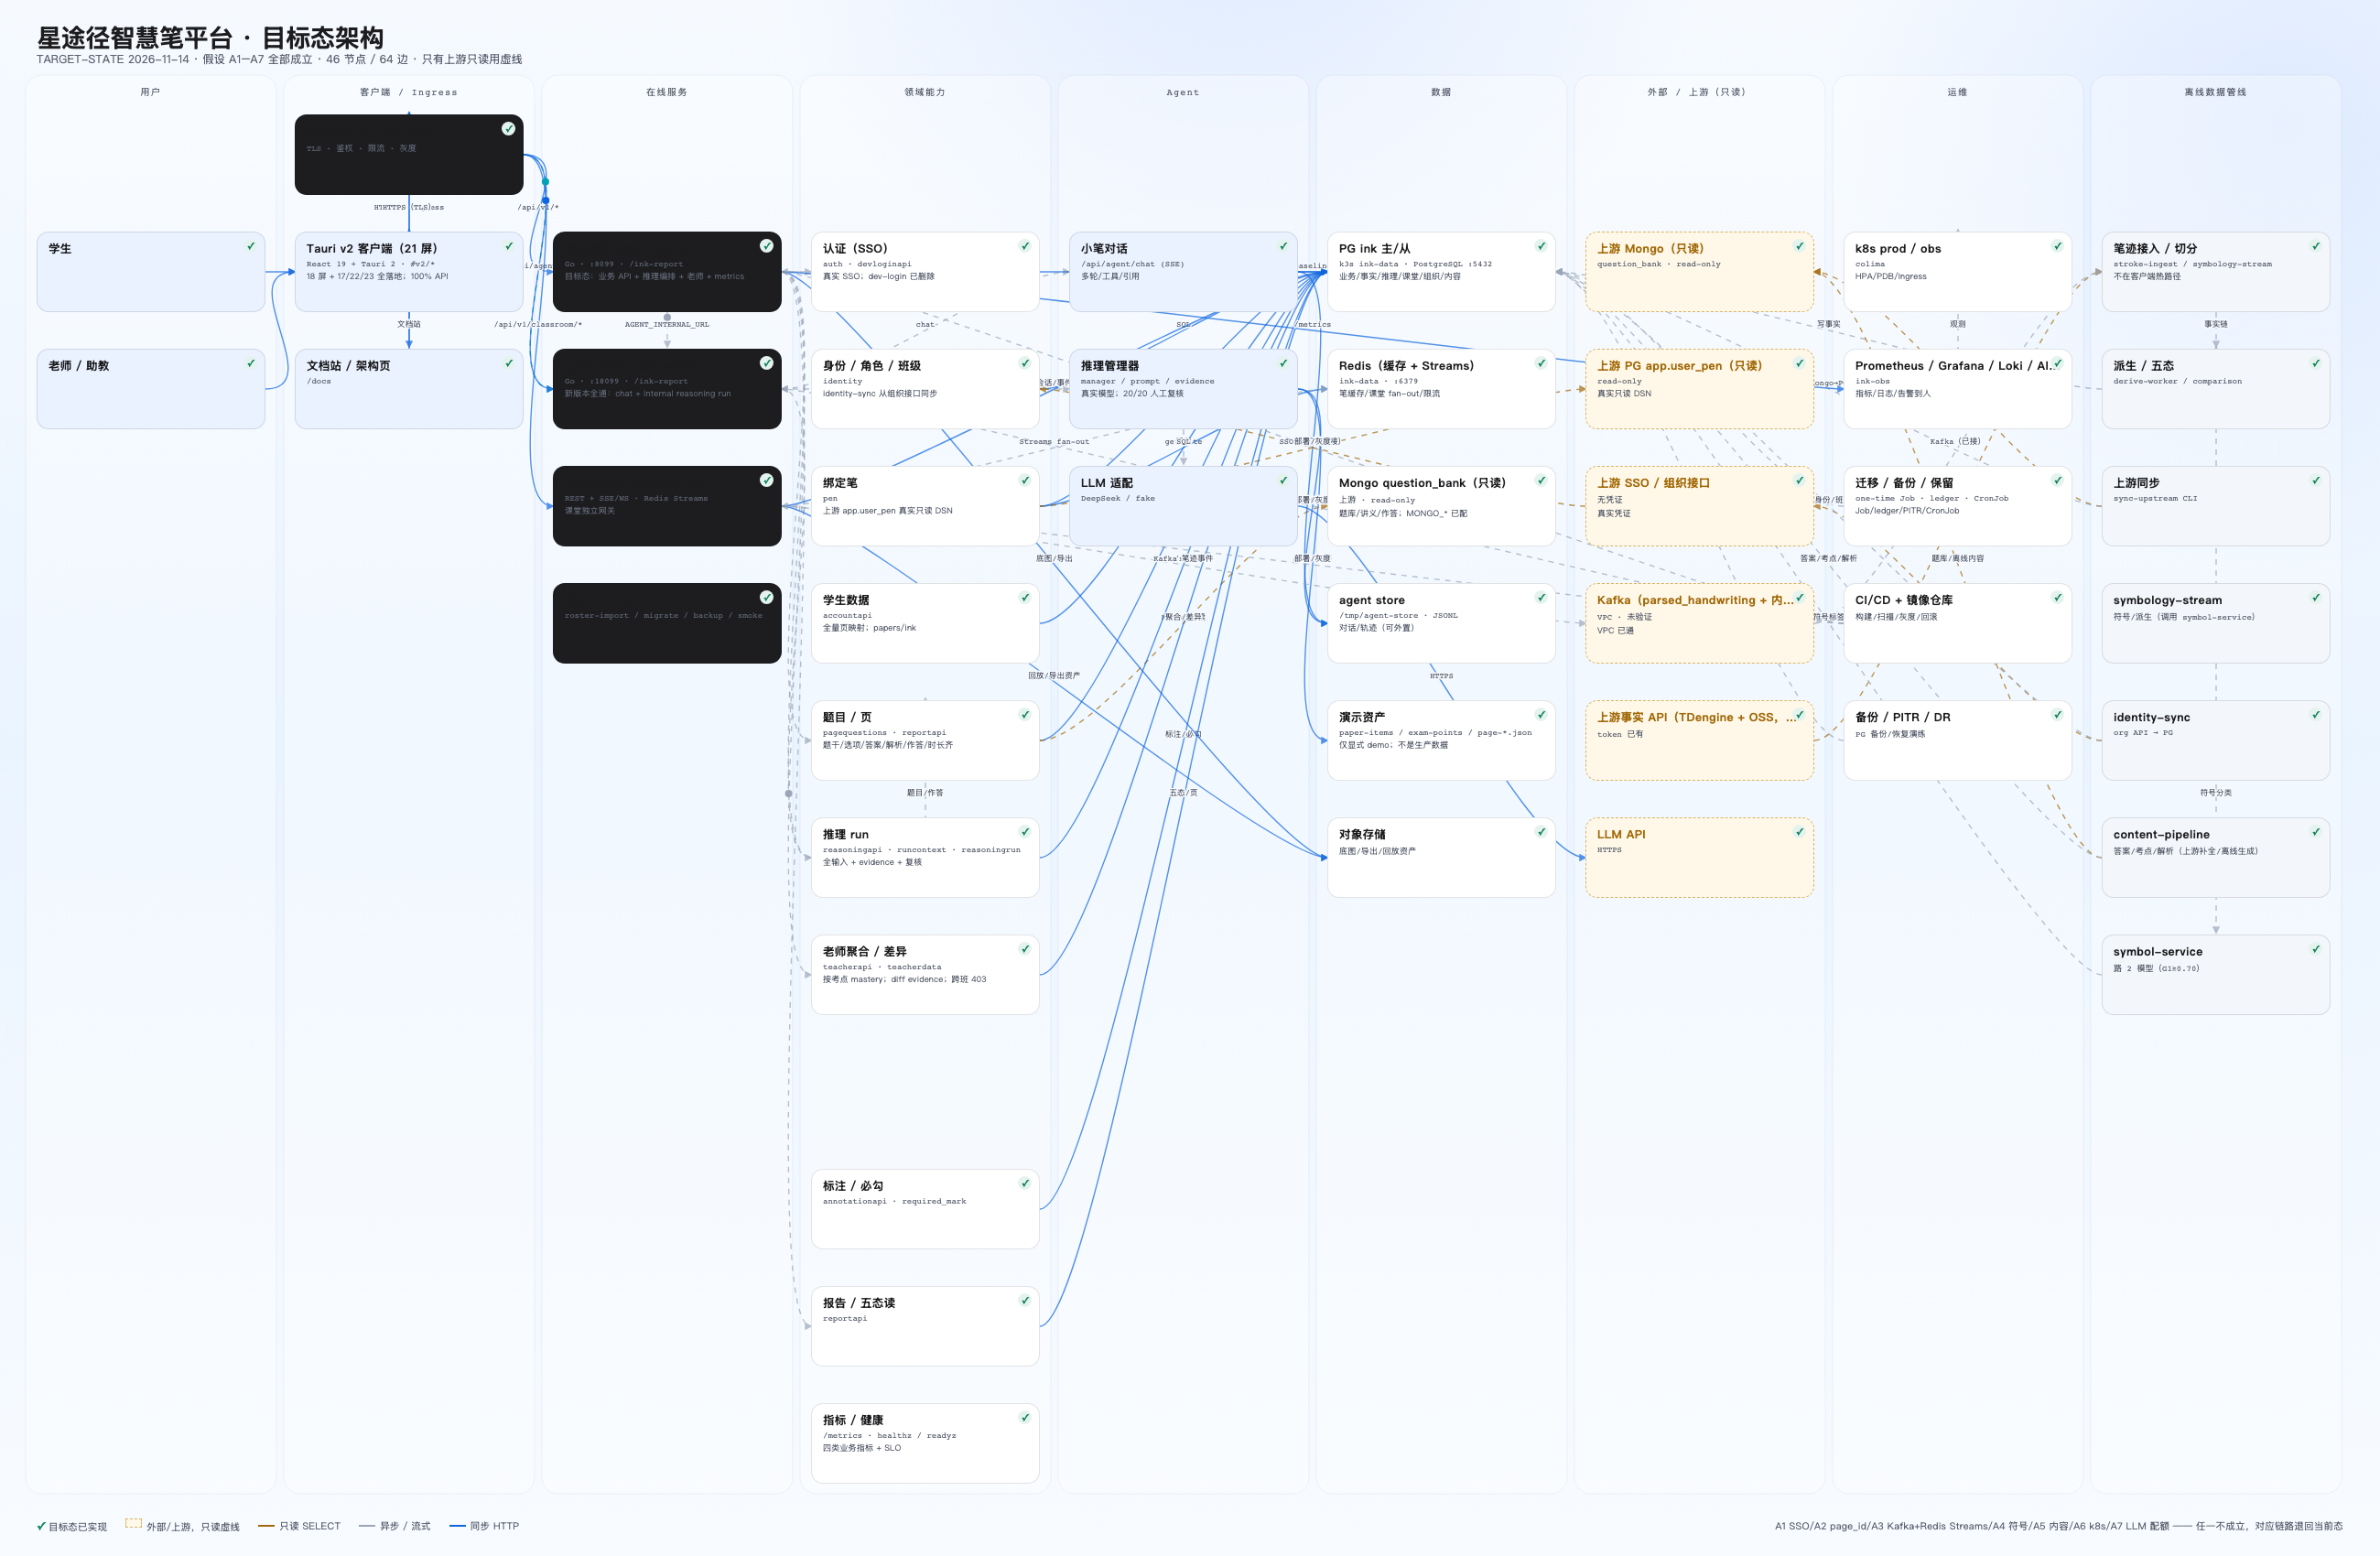 星途径智慧笔平台 · 目标态架构
TARGET-STATE 2026-11-14 · 假设 A1—A7 全部成立 · 46 节点 / 64 边 · 只有上游只读用虚线
用户
学生
老师 / 助教
客户端 / Ingress
TLS · 鉴权 · 限流 · 灰度
HTTPS (TLS)
Tauri v2 客户端（21 屏）
React 19 + Tauri 2 · #v2/*
18 屏 + 17/22/23 全落地；100% API
文档站
文档站 / 架构页
/docs
/api/v1/*
/api/v1/classroom/*
在线服务
Go · :8099 · /ink-report
目标态：业务 API + 推理编排 + 老师 + metrics
AGENT_INTERNAL_URL
Go · :18099 · /ink-report
新版本全通：chat + internal reasoning run
REST + SSE/WS · Redis Streams
课堂独立网关
roster-import / migrate / backup / smoke
领域能力
认证（SSO）
auth · devloginapi
真实 SSO；dev-login 已删除
chat
身份 / 角色 / 班级
identity
identity-sync 从组织接口同步
Streams fan-out
绑定笔
pen
上游 app.user_pen 真实只读 DSN
底图/导出
学生数据
accountapi
全量页映射；papers/ink
回放/导出资产
题目 / 页
pagequestions · reportapi
题干/选项/答案/解析/作答/时长齐
题目/作答
推理 run
reasoningapi · runcontext · reasoningrun
全输入 + evidence + 复核
老师聚合 / 差异
teacherapi · teacherdata
按考点 mastery；diff evidence；跨班 403
标注 / 必勾
annotationapi · required_mark
报告 / 五态读
reportapi
指标 / 健康
/metrics · healthz / readyz
四类业务指标 + SLO
Agent
小笔对话
/api/agent/chat (SSE)
多轮/工具/引用
SQL
/metrics
推理管理器
manager / prompt / evidence
真实模型；20/20 人工复核
LLM 适配
DeepSeek / fake
笔迹事件
部署/灰度
聚合/差异
标注/必勾
五态/页
数据
PG ink 主/从
k3s ink-data · PostgreSQL :5432
业务/事实/推理/课堂/组织/内容
Redis（缓存 + Streams）
ink-data · :6379
笔缓存/课堂 fan-out/限流
Mongo question_bank（只读）
上游 · read-only
题库/讲义/作答；MONGO_* 已配
agent store
/tmp/agent-store · JSONL
对话/轨迹（可外置）
HTTPS
演示资产
paper-items / exam-points / page-*.json
仅显式 demo；不是生产数据
对象存储
底图/导出/回放资产
外部 / 上游（只读）
上游 Mongo（只读）
question_bank · read-only
上游 PG app.user_pen（只读）
read-only
真实只读 DSN
上游 SSO / 组织接口
无凭证
真实凭证
Kafka（parsed_handwriting + 内...
VPC · 未验证
VPC 已通
上游事实 API（TDengine + OSS，...
token 已有
LLM API
HTTPS
写事实
答案/考点/解析
符号标签
运维
k8s prod / obs
colima
HPA/PDB/Ingress
观测
Prometheus / Grafana / Loki / Al...
ink-obs
指标/日志/告警到人
Kafka（已接）
迁移 / 备份 / 保留
one-time Job · ledger · CronJob
Job/ledger/PITR/CronJob
题库/离线内容
CI/CD + 镜像仓库
构建/扫描/灰度/回滚
备份 / PITR / DR
PG 备份/恢复演练
离线数据管线
笔迹接入 / 切分
stroke-ingest / symbology-stream
不在客户端热路径
事实链
派生 / 五态
derive-worker / comparison
上游同步
sync-upstream CLI
symbology-stream
符号/派生（调用 symbol-service）
identity-sync
org API → PG
符号分类
content-pipeline
答案/考点/解析（上游补全/离线生成）
symbol-service
路 2 模型（G1≥0.70）
目标态已实现
外部/上游，只读虚线
只读 SELECT
异步 / 流式
同步 HTTP
A1 SSO/A2 page_id/A3 Kafka+Redis Streams/A4 符号/A5 内容/A6 k8s/A7 LLM 配额 —— 任一不成立，对应链路退回当前态